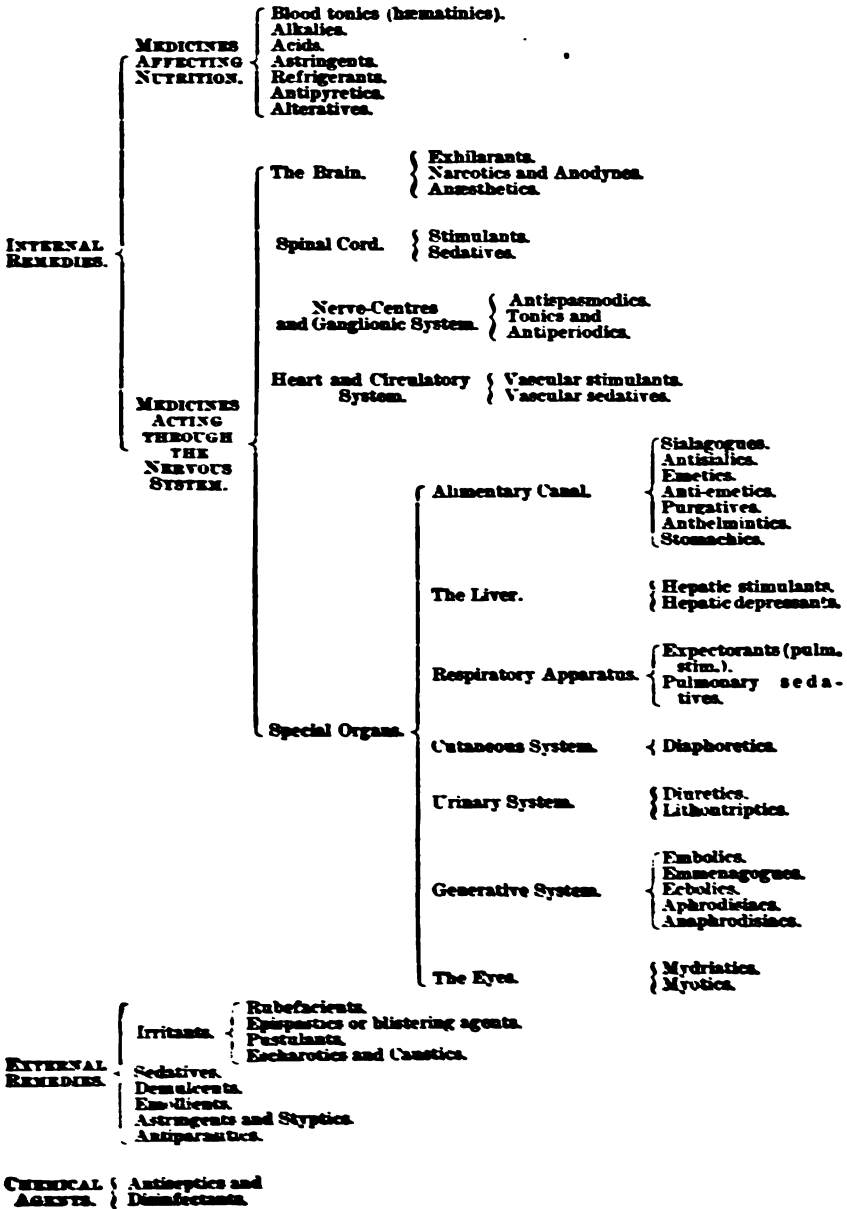 INTERNAL REMEDIES.
MEDICINES AFFECTING NUTRITION.
Blood tonics (hæmatinics).
Alkalies.
Acids.
Astringents.
Refrigerants.
Antipyretics.
Alteratives.
MEDICINES ACTING THROUGH THE NERVOUS SYSTEM.
The Brain.
Exhilarants.
Narcotics and Anodynes.
Anæsthetics.
Spinal Cord.
Stimulants.
Sedatives.
Nerve-Centres
and Ganglionic System.
Antispasmodics.
Tonics and
Antiperiodics.
Heart and Circulatory
System.
Vascular stimulants.
Vascular sedatives.
Special Organs.
Alimentary Canal.
Sialagogues.
Antisialics.
Emetics.
Anti-emetics.
Purgatives.
Anthelmintics.
Stomachics.
The Liver.
Hepatic stimulants.
Hepatic depressants.
Respiratory Apparatus.
Expectorants (pulm.
stim.).
Pulmonary seda-
tives.
Cutaneous System.
Diaphoretics.
Urinary System.
Diuretics.
Lithontriptics.
Generative System.
Embolics.
Emmenagogues.
Ecbolics.
Aphrodisiacs.
Anaphrodisiacs.
The Eyes.
Mydriatics.
Myotics.
EXTERNAL
REMEDIES.
Irritants.
Rubefacients.
Epispastics or blistering agents.
Pustulants.
Escharotics and Caustics.
Sedatives.
Demulcents.
Emollients.
Astringents and Styptics.
Antiparasitics.
CHEMICAL
AGENTS.
Antiseptics and
Disinfectants.